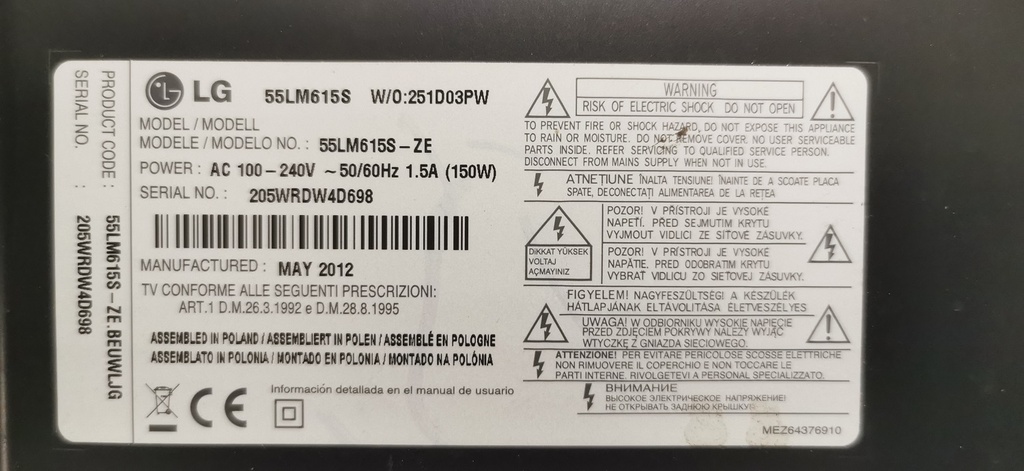 PRODUCT CODE : 55LM615S - ZE.BEUWLJG
SERIAL NO. : 205WRDW4D698
LG 55LM615S W/O:251D03PW
MODEL / MODELL
MODELE / MODELO NO. : 55LM615S-ZE
POWER : AC 100-240V ~50/60Hz 1.5A (150W)
SERIAL NO. : 205WRDW4D698
MANUFACTURED : MAY 2012
TV CONFORME ALLE SEGUENTI PRESCRIZIONI:
ART.1 D.M.26.3.1992 e D.M.28.8.1995
ASSEMBLED IN POLAND / ASSEMBLIERT IN POLEN / ASSEMBLÉ EN POLOGNE
ASSEMBLATO IN POLONIA / MONTADO EN POLONIA / MONTADO NA POLÓNIA
CE
Información detallada en el manual de usuario
WARNING
RISK OF ELECTRIC SHOCK DO NOT OPEN
TO PREVENT FIRE OR SHOCK HAZARD, DO NOT EXPOSE THIS APPLIANCE
TO RAIN OR MOISTURE. DO NOT REMOVE COVER. NO USER SERVICEABLE
PARTS INSIDE. REFER SERVICING TO QUALIFIED SERVICE PERSON.
DISCONNECT FROM MAINS SUPPLY WHEN NOT IN USE.
ATNEȚIUNE ÎNALTA TENSIUNE! ÎNAINTE DE A SCOATE PLACA
SPATE, DECONECTAȚI ALIMENTAREA DE LA REȚEA
DIKKAT YÜKSEK
VOLTAJ
AÇMAYINIZ
POZOR! V PŘÍSTROJI JE VYSOKÉ
NAPĚTÍ. PŘED SEJMUTIM KRYTU
VYJMOUT VIDLICI ZE SÍŤOVÉ ZÁSUVKY.
POZOR! V PRÍSTROJI JE VYSOKÉ
NAPÄTIE. PRED ODOBRATIM KRYTU
VYBRAŤ VIDLICU ZO SIEŤOVEJ ZÁSUVKY.
FIGYELEM! NAGYFESZÜLTSÉG! A KÉSZÜLÉK
HÁTLAPJÁNAK ELTÁVOLÍTÁSA ÉLETVESZÉLYES
UWAGA! W ODBIORNIKU WYSOKIE NAPIĘCIE
PRZED ZDJĘCIEM POKRYWY NALEŻY WYJĄĆ
WTYCZKĘ Z GNIAZDA SIECIOWEGO.
ATTENZIONE! PER EVITARE PERICOLOSE SCOSSE ELETTRICHE
NON RIMUOVERE IL COPERCHIO E NON TOCCARE LE
PARTI INTERNE. RIVOLGETEVI A PERSONAL SPECIALIZZATO.
ВНИМАНИЕ
ВЫСОКОЕ ЭЛЕКТРИЧЕСКОЕ НАПРЯЖЕНИЕ!
НЕ ОТКРЫВАТЬ ЗАДНЮЮ КРЫШКУ!
MEZ64376910